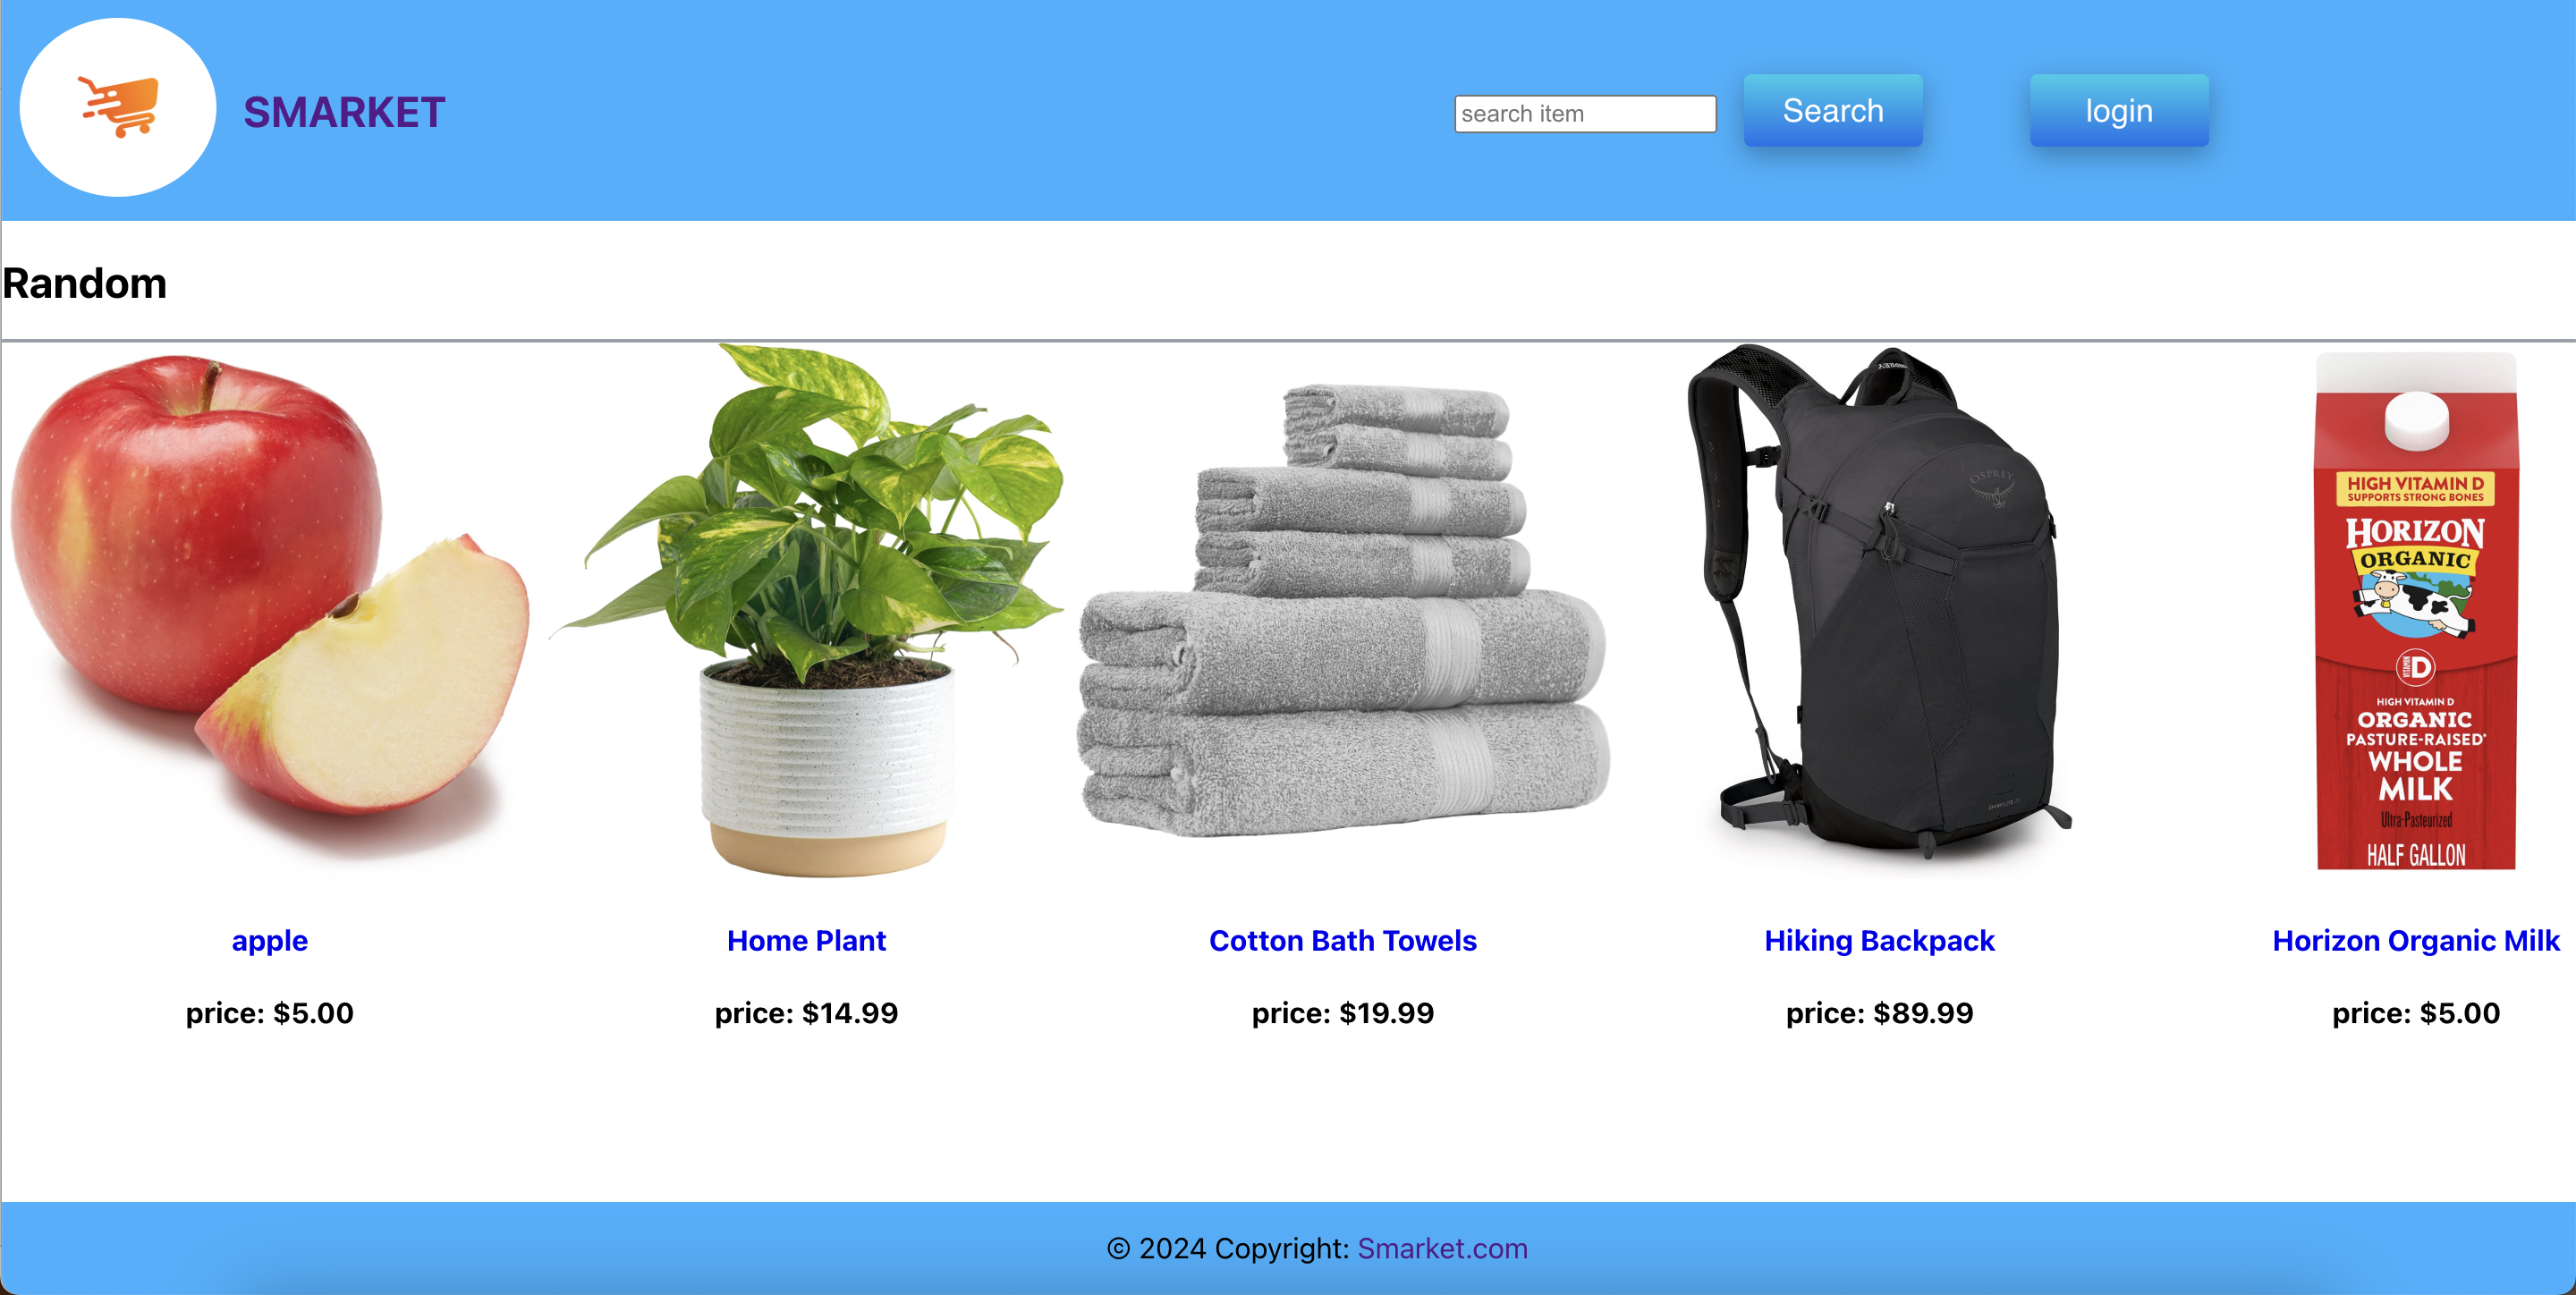 SMARKET
search item
Search
login
Random
OSPREY
HIGH VITAMIN D
SUPPORTS STRONG BONES
HORIZON
ORGANIC
VITAMIN D
HIGH VITAMIN D
ORGANIC
PASTURE-RAISED*
WHOLE
MILK
Ultra-Pasteurized
HALF GALLON
apple
Home Plant
Cotton Bath Towels
Hiking Backpack
Horizon Organic Milk
price: $5.00
price: $14.99
price: $19.99
price: $89.99
price: $5.00
© 2024 Copyright: Smarket.com